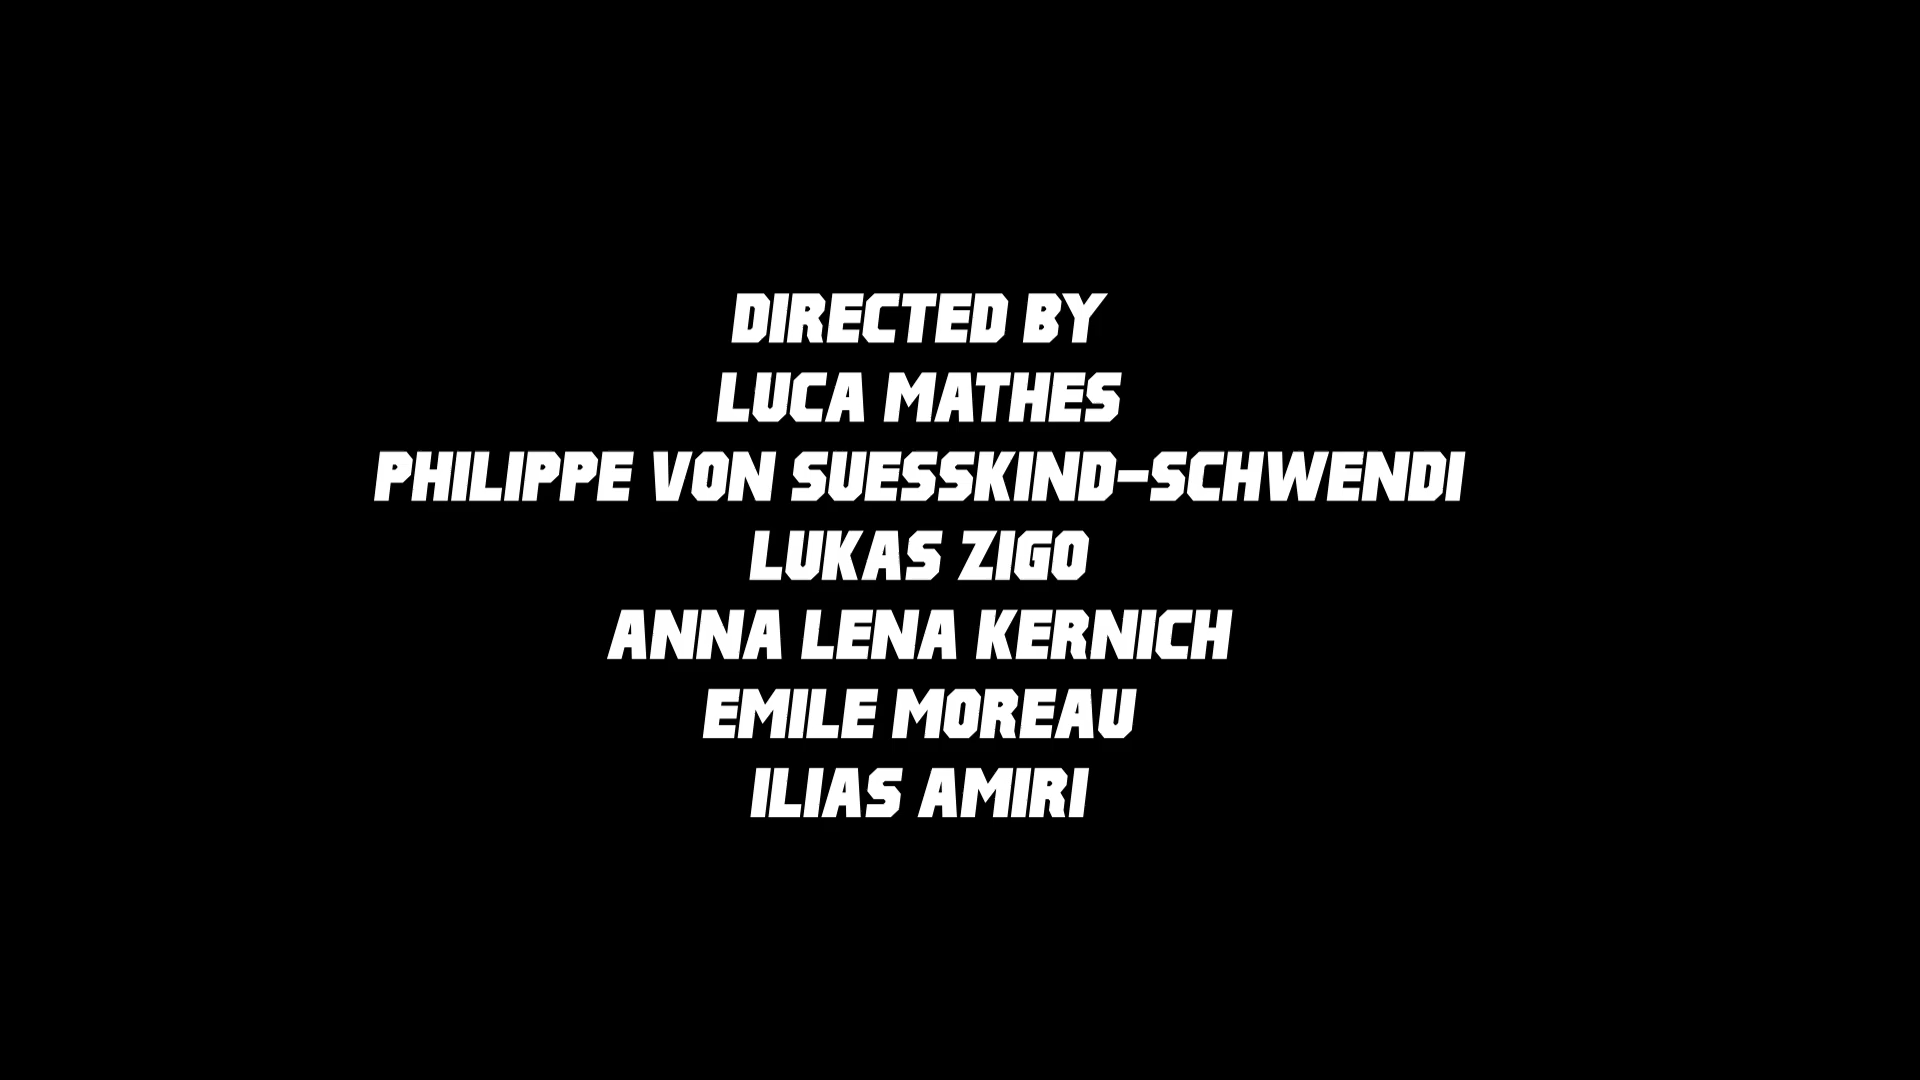 DIRECTED BY
LUCA MATHES
PHILIPPE VON SUESSKIND-SCHWENDI
LUKAS ZIGO
ANNA LENA KERNICH
EMILE MOREAU
ILIAS AMIRI